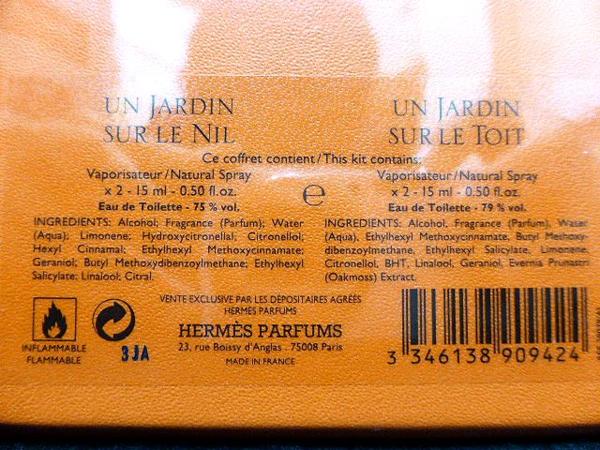 UN JARDIN
SUR LE NIL
UN JARDIN
SUR LE TOIT
Ce coffret contient/This kit contains:
Vaporisateur/Natural Spray
x 2 - 15 ml - 0.50 fl.oz.
Eau de Toilette - 75 % vol.
e
Vaporisateur/Natural Spray
x 2 - 15 ml - 0.50 fl.oz.
Eau de Toilette - 79 % vol.
INGREDIENTS: Alcohol; Fragrance (Parfum); Water
(Aqua); Limonene; Hydroxycitronellal; Citronellol;
Hexyl Cinnamal; Ethylhexyl Methoxycinnamate;
Geraniol; Butyl Methoxydibenzoylmethane; Ethylhexyl
Salicylate; Linalool; Citral.
INGREDIENTS: Alcohol, Fragrance (Parfum), Water
(Aqua), Ethylhexyl Methoxycinnamate, Butyl Methoxy-
dibenzoylmethane, Ethylhexyl Salicylate, Limonene,
Citronellol, BHT, Linalool, Geraniol, Evernia Prunastri
(Oakmoss) Extract.
INFLAMMABLE
FLAMMABLE
3 JA
VENTE EXCLUSIVE PAR LES DÉPOSITAIRES AGRÉÉS
HERMÈS PARFUMS
HERMÈS PARFUMS
23, rue Boissy d'Anglas . 75008 Paris
MADE IN FRANCE
3 346138 909424